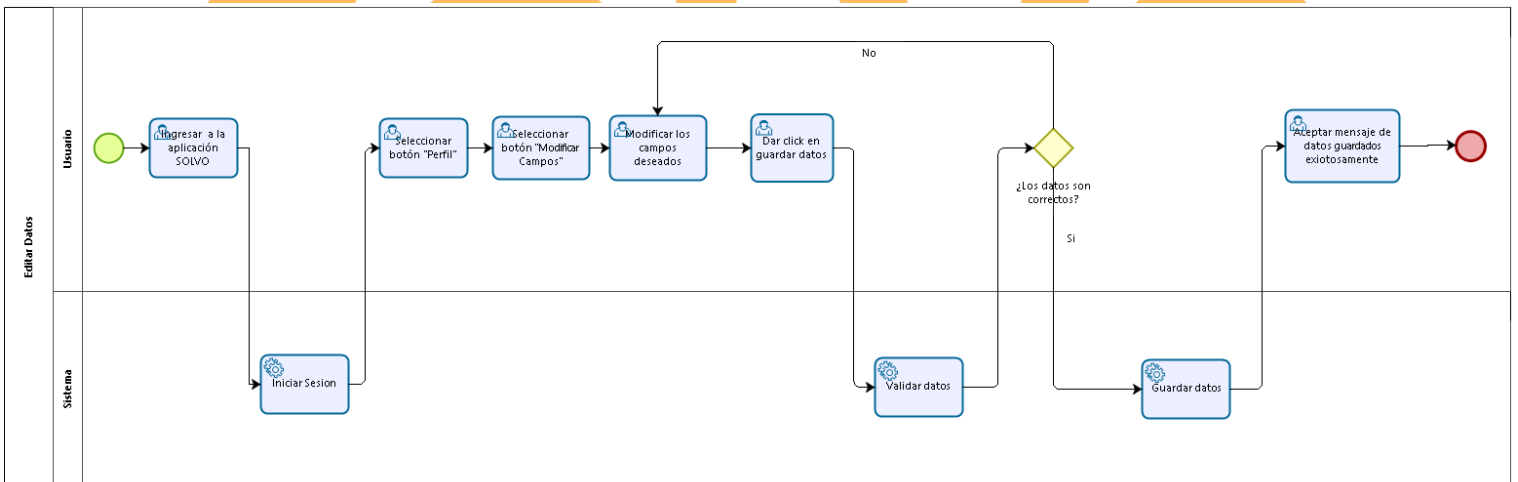 Editar Datos
Usuario
Ingresar a la
aplicación
SOLVO
Seleccionar
botón "Perfil"
Seleccionar
botón "Modificar
Campos"
Modificar los
campos
deseados
Dar click en
guardar datos
No
¿Los datos son
correctos?
Si
Aceptar mensaje de
datos guardados
exiotosamente
Sistema
Iniciar Sesion
Validar datos
Guardar datos